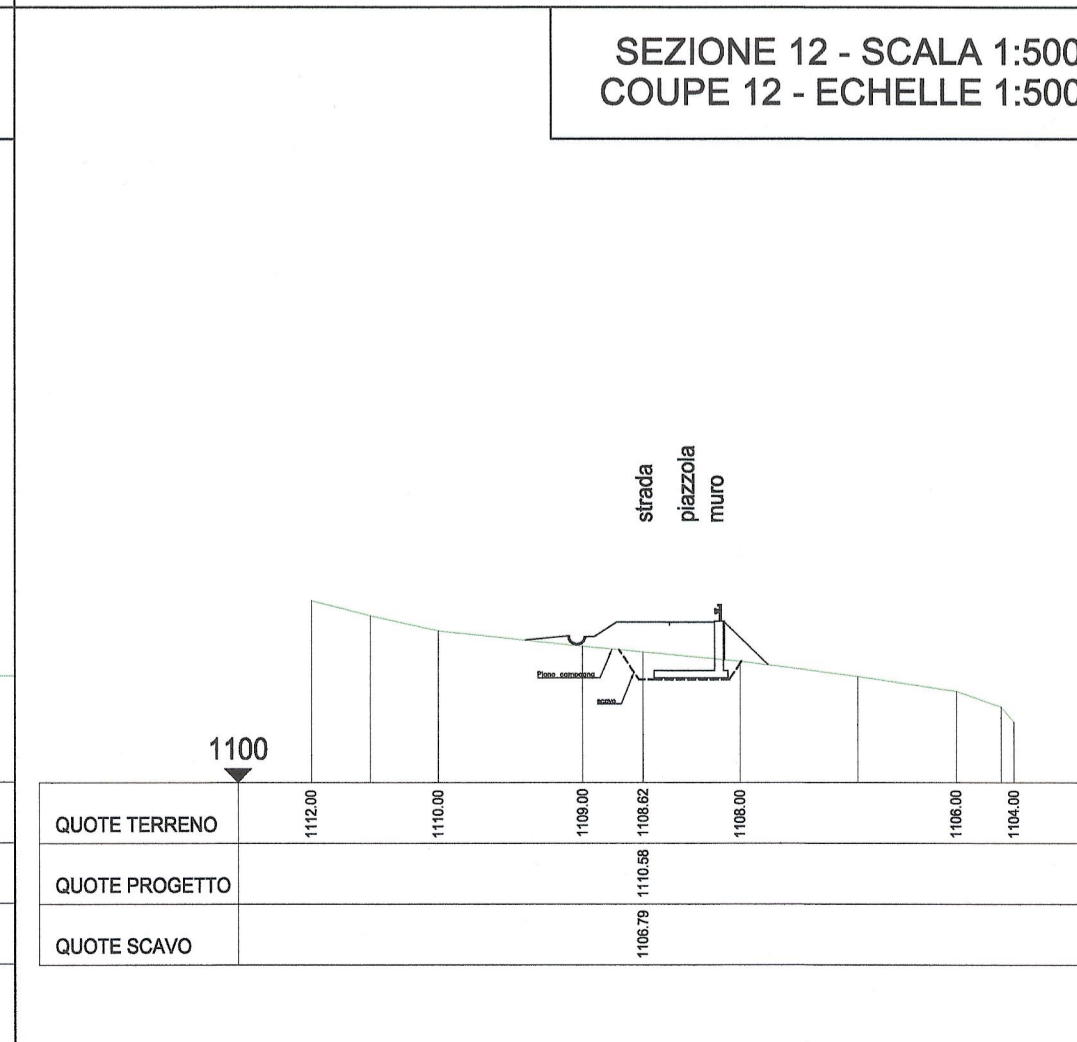 SEZIONE 12 - SCALA 1:500
COUPE 12 - ECHELLE 1:500
strada
piazzola
muro
Piano campagna
scavo
1100
QUOTE TERRENO 1112.00 1110.00 1109.00 1108.62 1108.00 1106.00 1104.00
QUOTE PROGETTO 1110.58
QUOTE SCAVO 1106.79